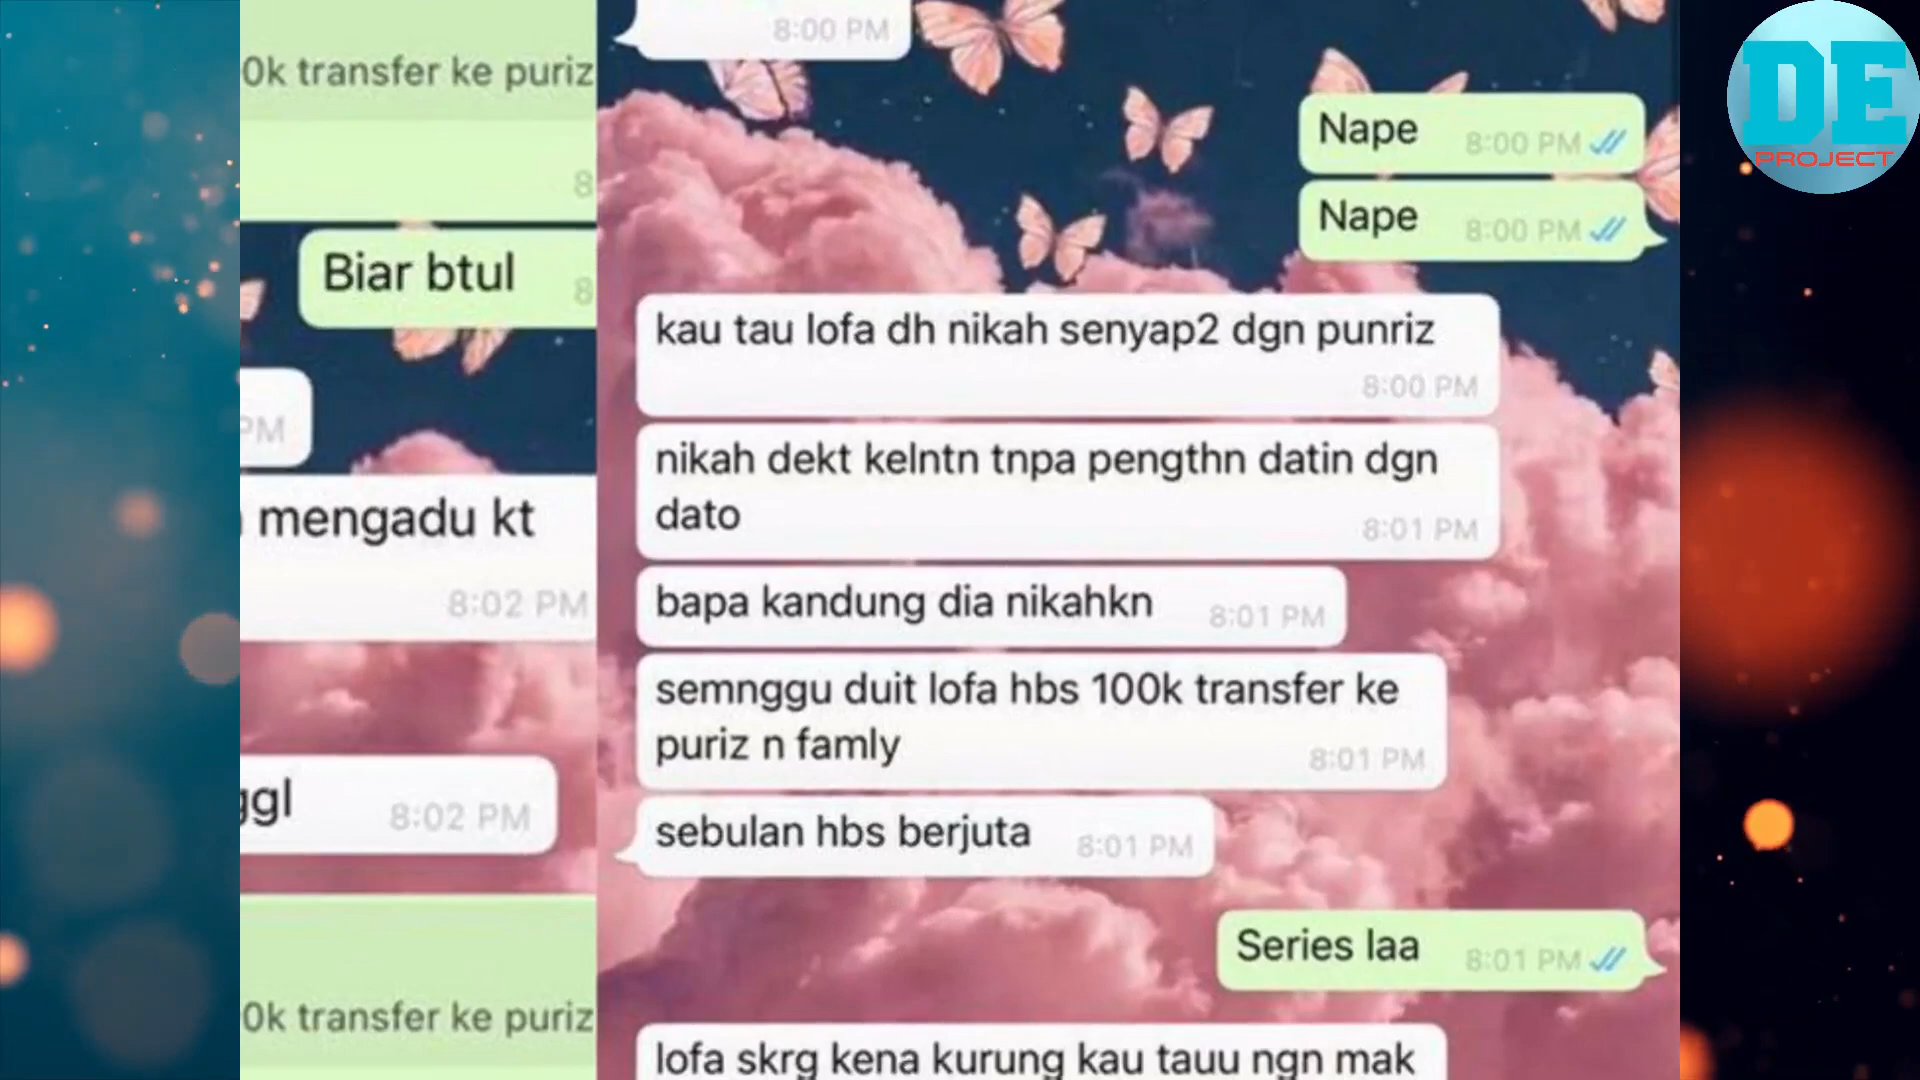 0k transfer ke puriz
8
Biar btul
8
PM
mengadu kt
8:02 PM
ggl
8:02 PM
0k transfer ke puriz
8:00 PM
Nape
8:00 PM
Nape
8:00 PM
kau tau lofa dh nikah senyap2 dgn punriz
8:00 PM
nikah dekt kelntn tnpa pengthn datin dgn
dato
8:01 PM
bapa kandung dia nikahkn
8:01 PM
semnggu duit lofa hbs 100k transfer ke
puriz n famly
8:01 PM
sebulan hbs berjuta
8:01 PM
Series laa
8:01 PM
lofa skrg kena kurung kau tauu ngn mak
DE
PROJECT